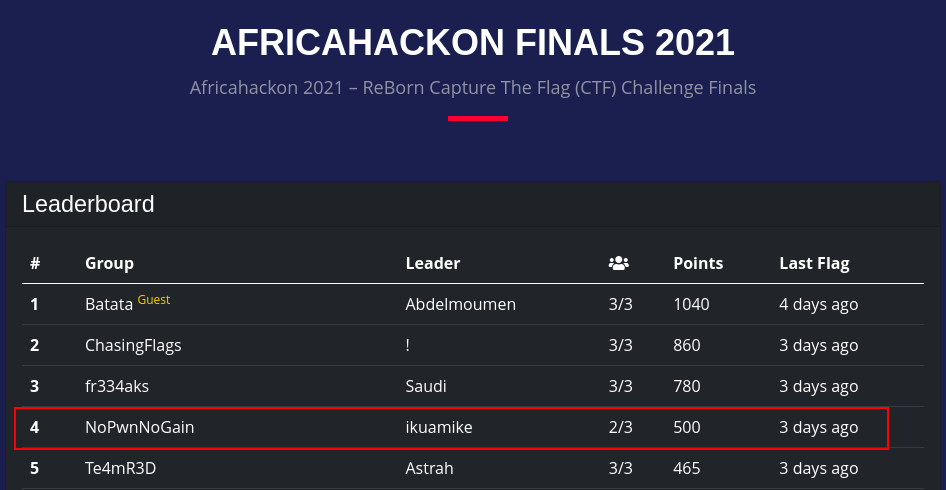 AFRICAHACKON FINALS 2021
Africahackon 2021 – ReBorn Capture The Flag (CTF) Challenge Finals
Leaderboard
# Group Leader Points Last Flag
1 Batata Guest Abdelmoumen 3/3 1040 4 days ago
2 ChasingFlags ! 3/3 860 3 days ago
3 fr334aks Saudi 3/3 780 3 days ago
4 NoPwnNoGain ikuamike 2/3 500 3 days ago
5 Te4mR3D Astrah 3/3 465 3 days ago